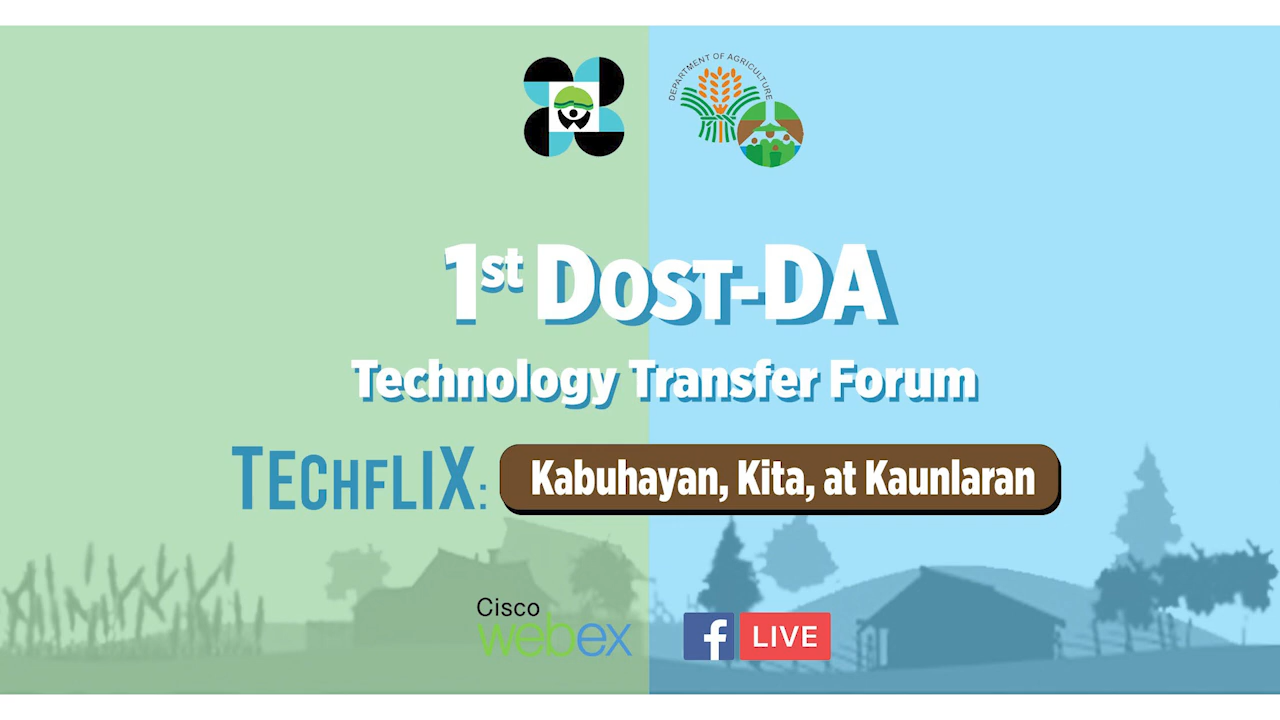 DEPARTMENT OF AGRICULTURE
1st DOST-DA
Technology Transfer Forum
TECHFLIX: Kabuhayan, Kita, at Kaunlaran
Cisco
webex
f LIVE